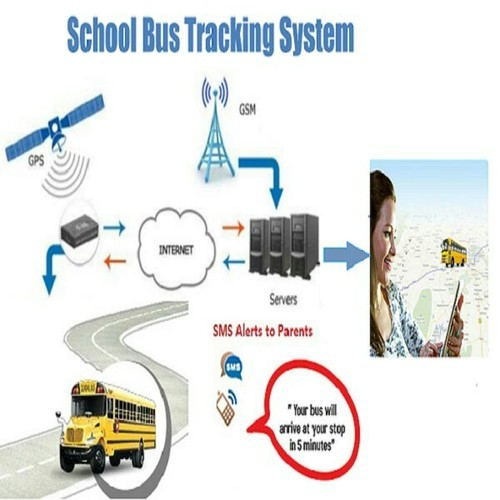 School Bus Tracking System
GSM
GPS
INTERNET
Servers
SMS Alerts to Parents
SMS
" Your bus will
arrive at your stop
in 5 minutes"